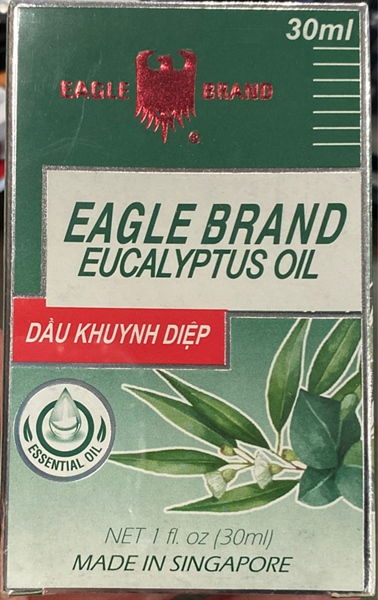 30ml
EAGLE BRAND
®
EAGLE BRAND
EUCALYPTUS OIL
DẦU KHUYNH DIỆP
ESSENTIAL OIL
NET 1 fl. oz (30ml)
MADE IN SINGAPORE